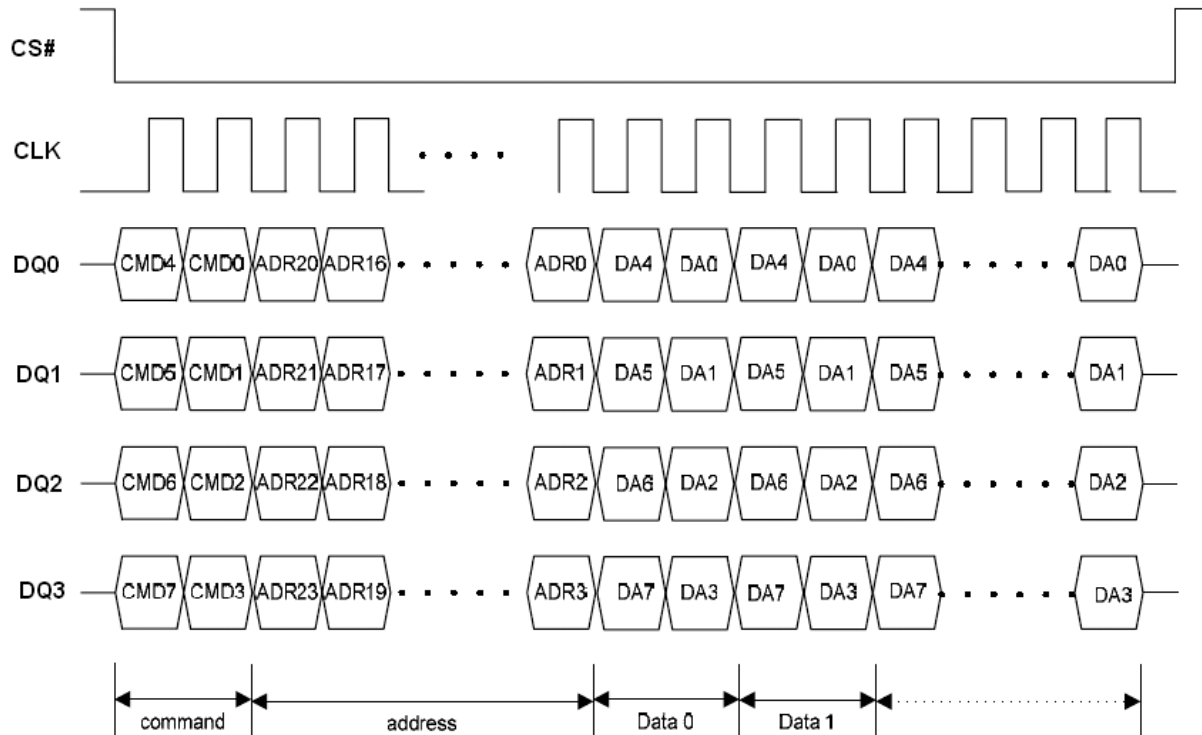 CS#
CLK
DQ0 CMD4 CMD0 ADR20 ADR16 ADR0 DA4 DA0 DA4 DA0 DA4 DA0
DQ1 CMD5 CMD1 ADR21 ADR17 ADR1 DA5 DA1 DA5 DA1 DA5 DA1
DQ2 CMD6 CMD2 ADR22 ADR18 ADR2 DA6 DA2 DA6 DA2 DA6 DA2
DQ3 CMD7 CMD3 ADR23 ADR19 ADR3 DA7 DA3 DA7 DA3 DA7 DA3
command address Data 0 Data 1